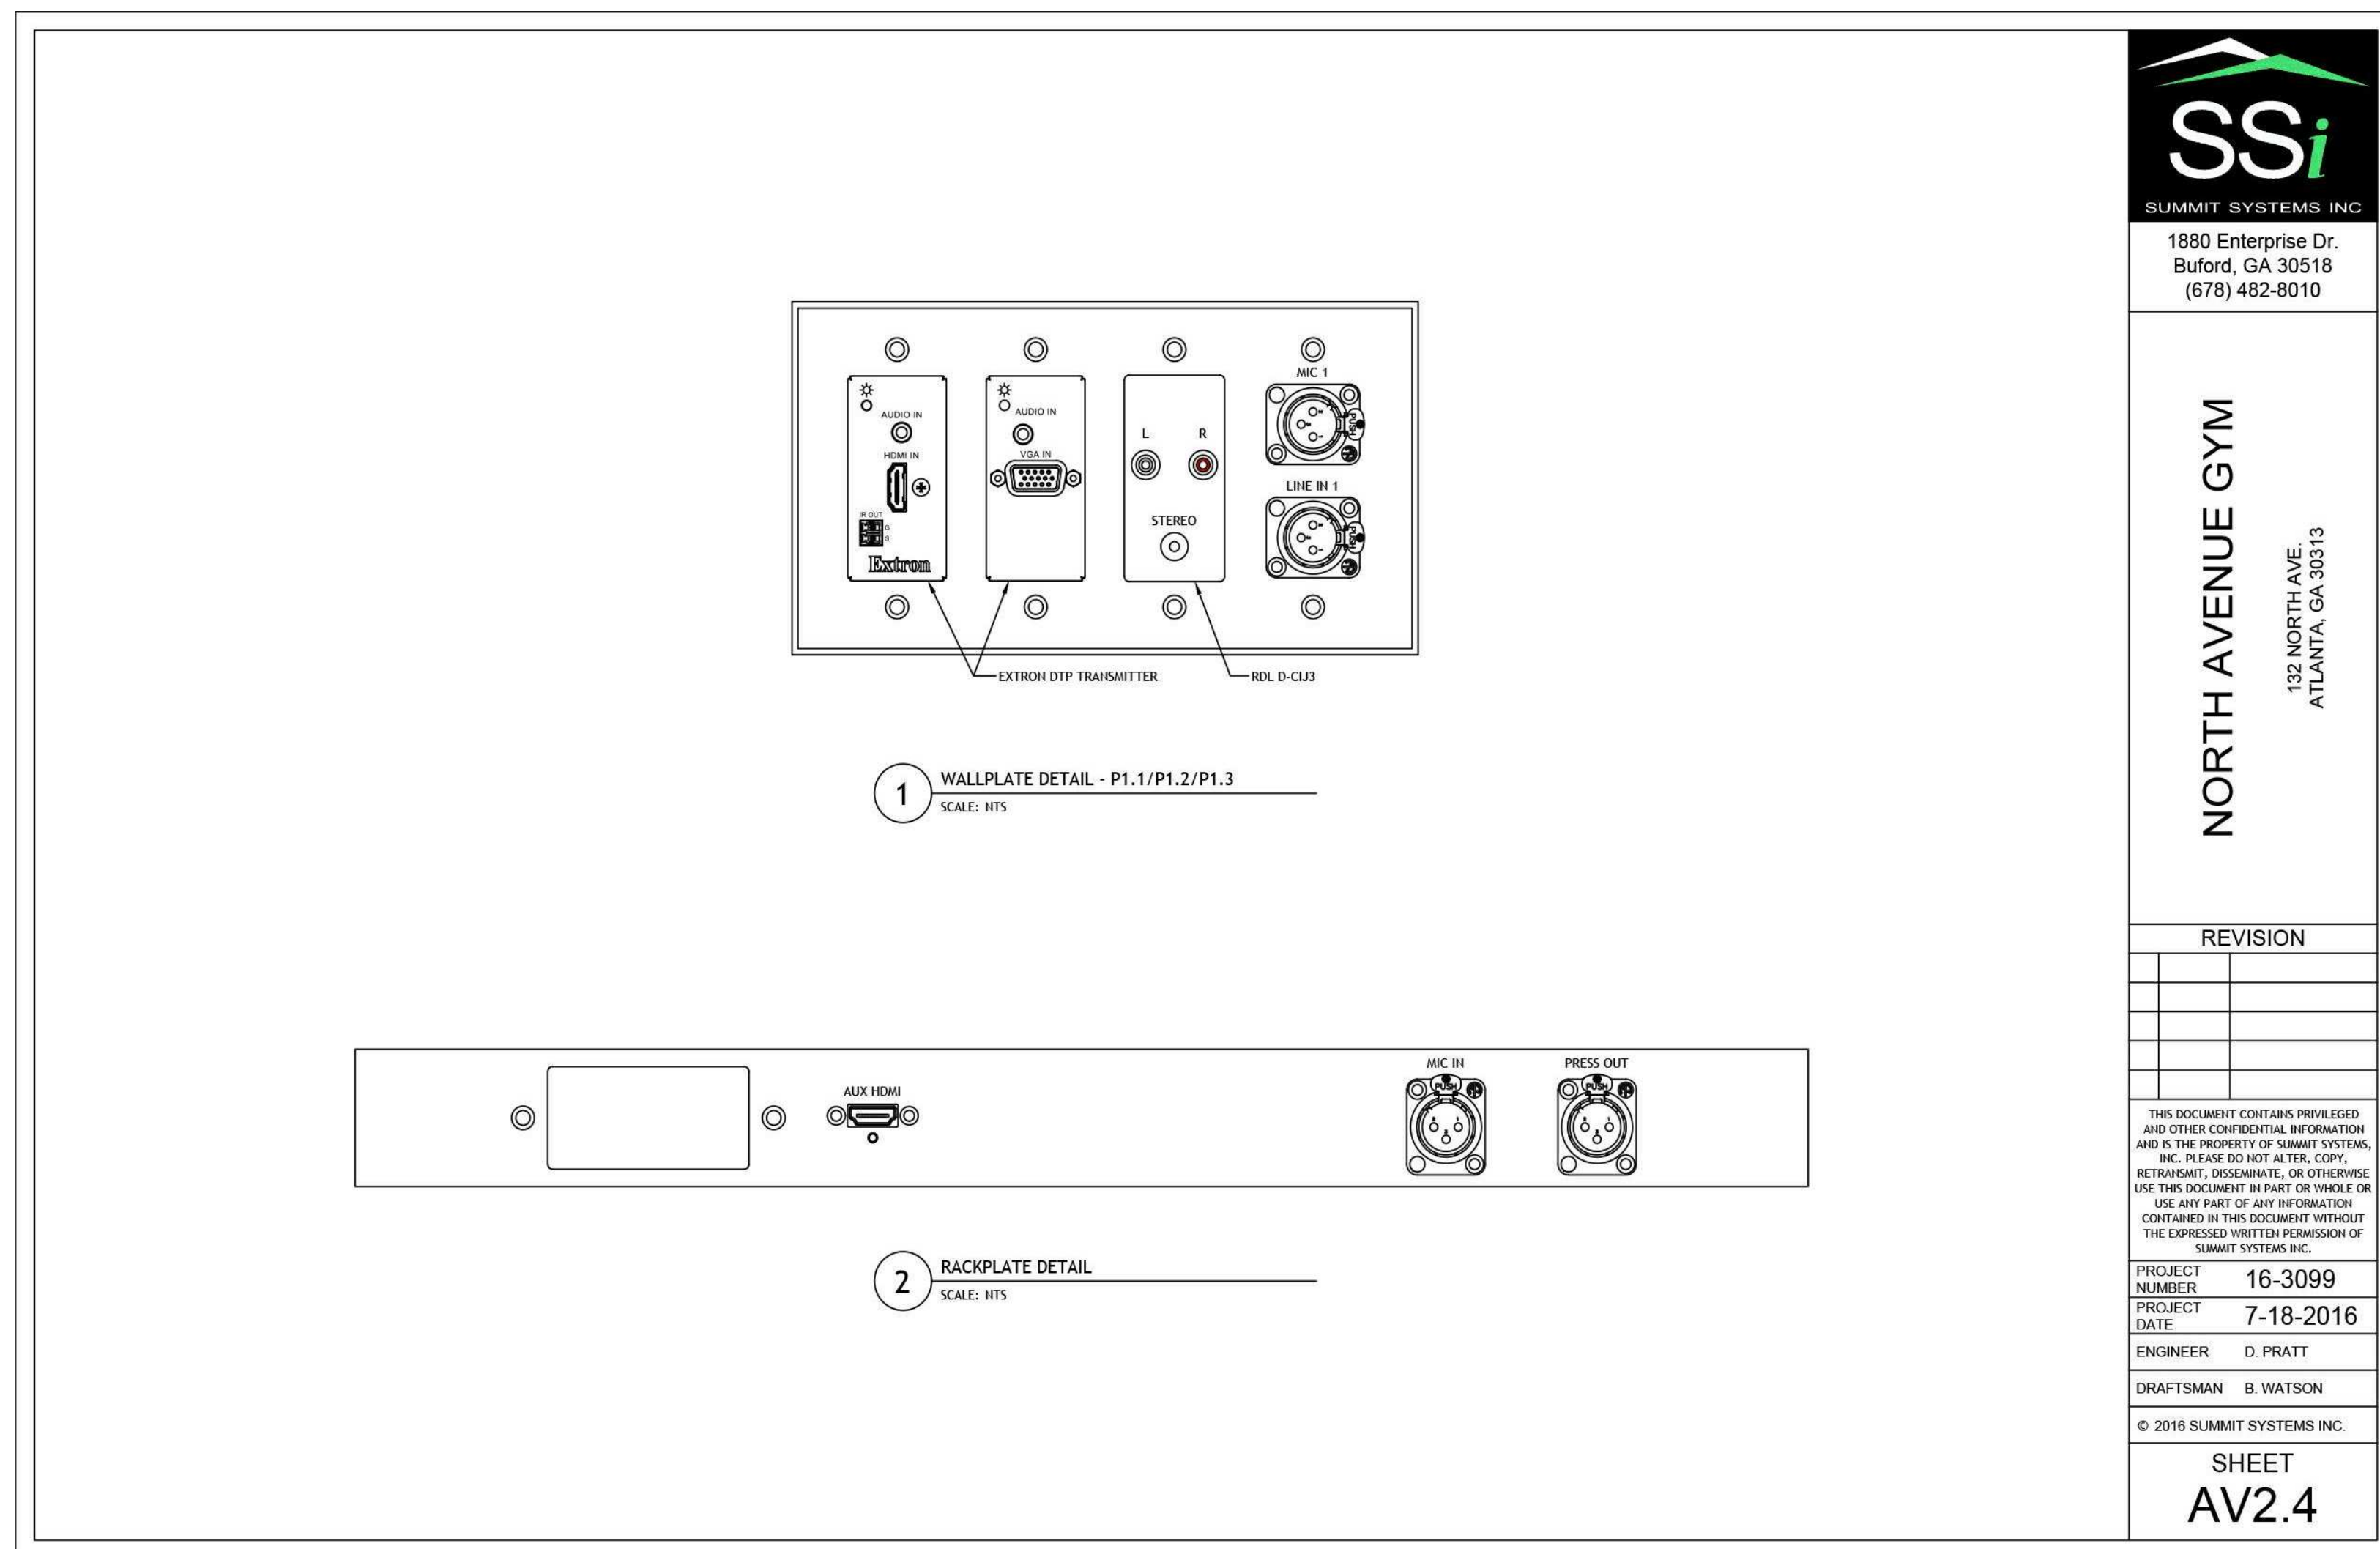 AUDIO IN
HDMI IN
IR OUT
G
S
Extron
AUDIO IN
VGA IN
L R
STEREO
MIC 1
PUSH
LINE IN 1
PUSH
EXTRON DTP TRANSMITTER
RDL D-CIJ3
1
WALLPLATE DETAIL - P1.1/P1.2/P1.3
SCALE: NTS
AUX HDMI
MIC IN
PUSH
PRESS OUT
PUSH
2
RACKPLATE DETAIL
SCALE: NTS
SSi
SUMMIT SYSTEMS INC
1880 Enterprise Dr.
Buford, GA 30518
(678) 482-8010
NORTH AVENUE GYM
132 NORTH AVE.
ATLANTA, GA 30313
REVISION
THIS DOCUMENT CONTAINS PRIVILEGED
AND OTHER CONFIDENTIAL INFORMATION
AND IS THE PROPERTY OF SUMMIT SYSTEMS,
INC. PLEASE DO NOT ALTER, COPY,
RETRANSMIT, DISSEMINATE, OR OTHERWISE
USE THIS DOCUMENT IN PART OR WHOLE OR
USE ANY PART OF ANY INFORMATION
CONTAINED IN THIS DOCUMENT WITHOUT
THE EXPRESSED WRITTEN PERMISSION OF
SUMMIT SYSTEMS INC.
PROJECT NUMBER 16-3099
PROJECT DATE 7-18-2016
ENGINEER D. PRATT
DRAFTSMAN B. WATSON
© 2016 SUMMIT SYSTEMS INC.
SHEET
AV2.4